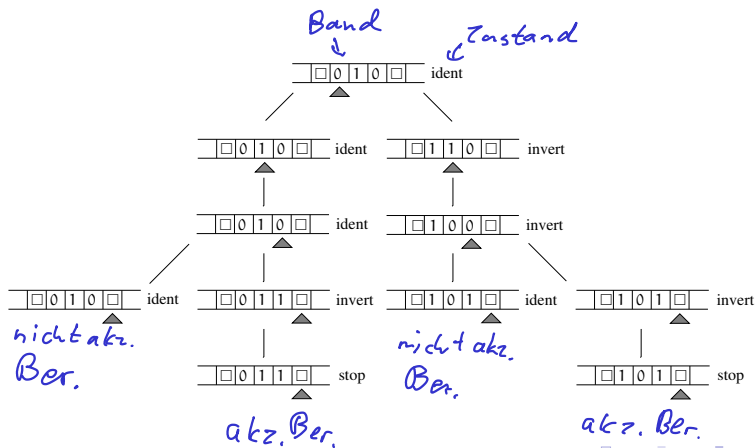 Band Zustand
□ 0 1 0 □ ident
□ 0 1 0 □ ident □ 1 1 0 □ invert
□ 0 1 0 □ ident □ 1 0 0 □ invert
□ 0 1 0 □ ident □ 0 1 1 □ invert □ 1 0 1 □ ident □ 1 0 1 □ invert
nicht akz. nicht akz.
Ber. □ 0 1 1 □ stop Ber. □ 1 0 1 □ stop
akz. Ber. akz. Ber.